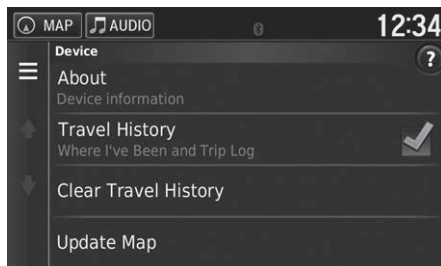 MAP AUDIO 12:34
Device
?
About
Device information
Travel History
Where I've Been and Trip Log
Clear Travel History
Update Map